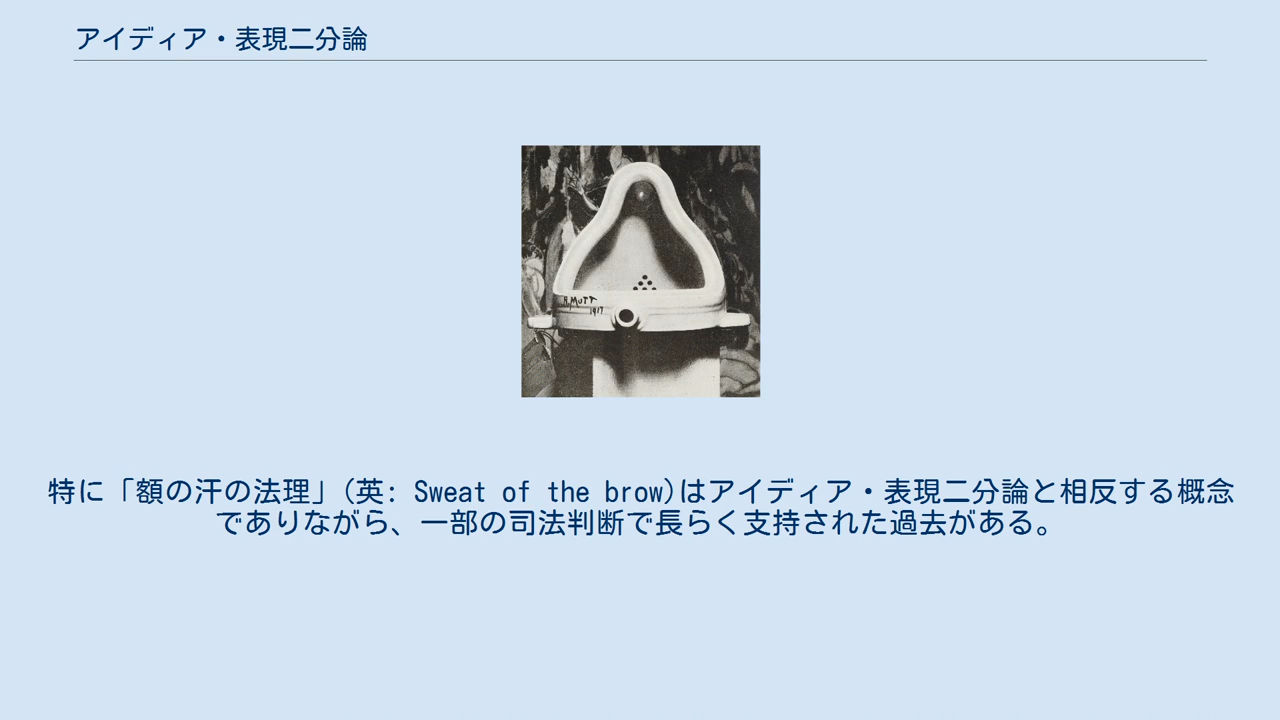 アイディア・表現二分論
R.MUTT
1917
特に「額の汗の法理」(英: Sweat of the brow)はアイディア・表現二分論と相反する概念
でありながら、一部の司法判断で長らく支持された過去がある。